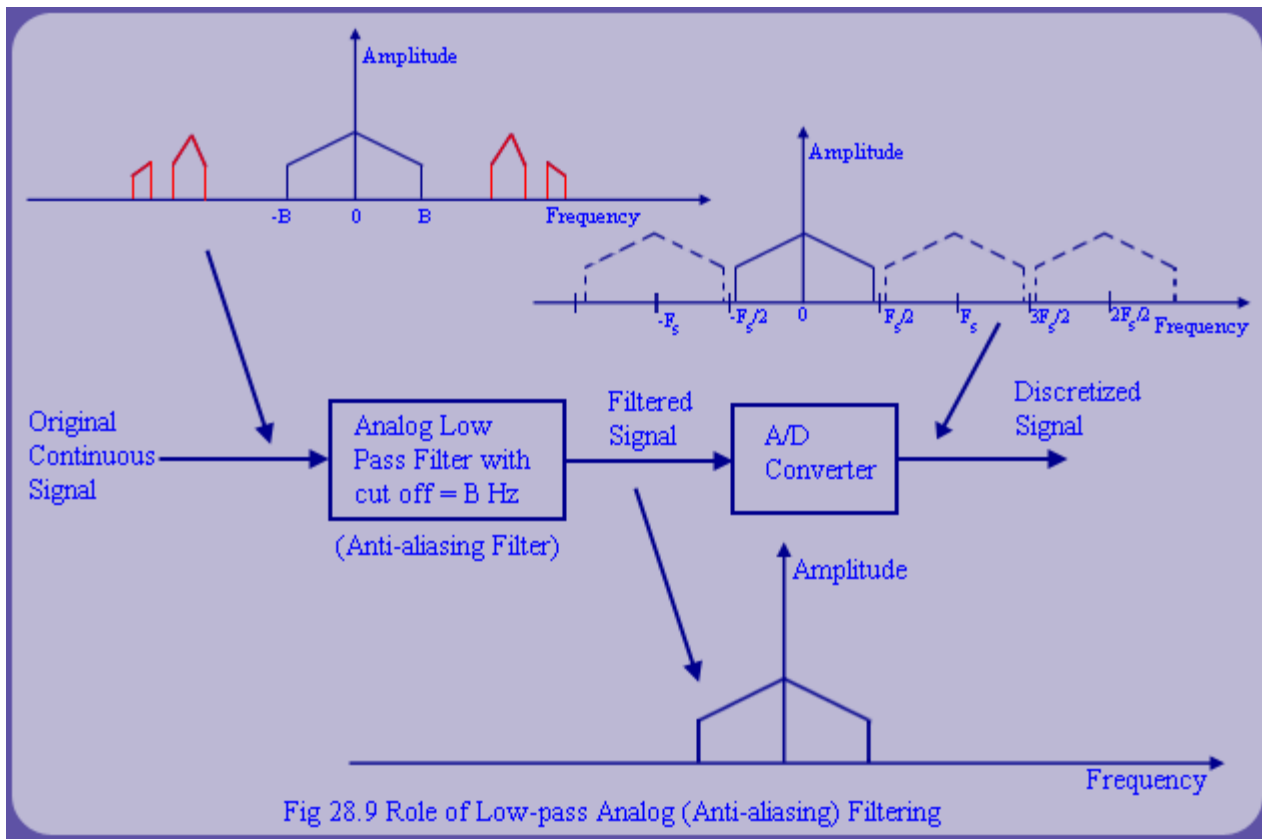 Amplitude
-B
0
B
Frequency
Amplitude
-Fs
-Fs/2
0
Fs/2
Fs
3Fs/2
2Fs/2
Frequency
Original
Continuous
Signal
Analog Low
Pass Filter with
cut off = B Hz
(Anti-aliasing Filter)
Filtered
Signal
A/D
Converter
Discretized
Signal
Amplitude
Frequency
Fig 28.9 Role of Low-pass Analog (Anti-aliasing) Filtering